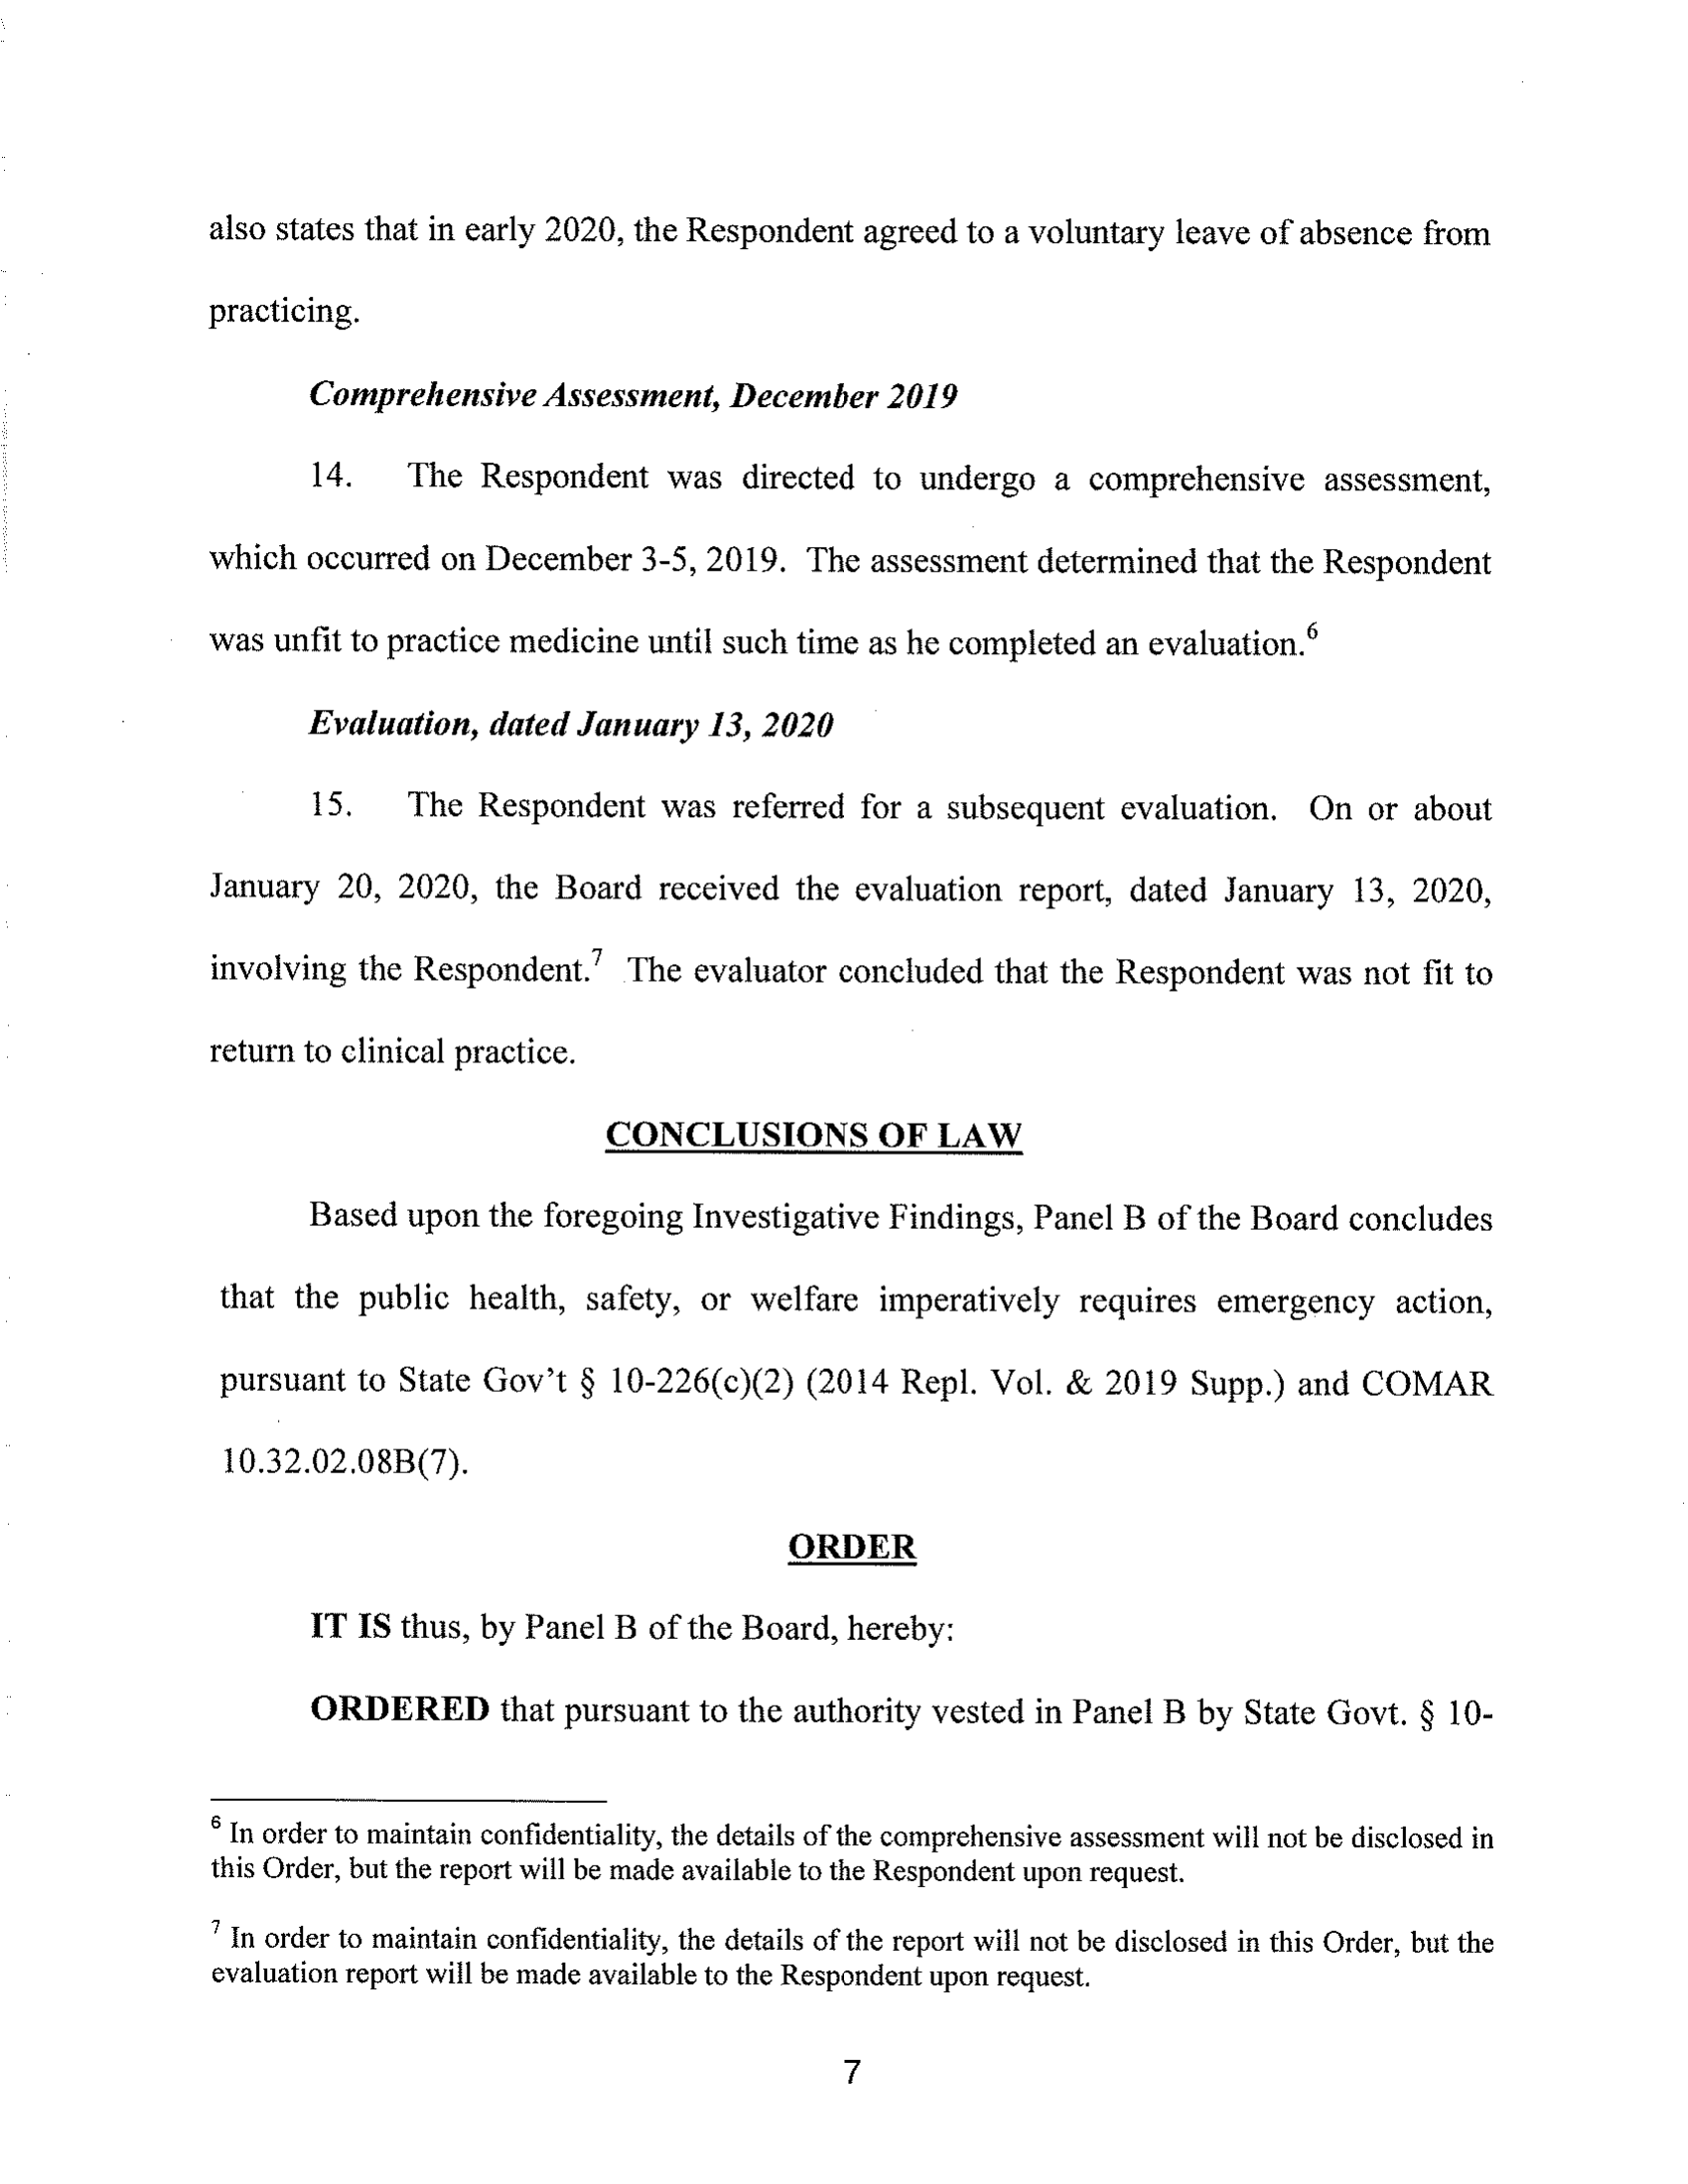 also states that in early 2020, the Respondent agreed to a voluntary leave of absence from
practicing.
Comprehensive Assessment, December 2019
14. The Respondent was directed to undergo a comprehensive assessment,
which occurred on December 3-5, 2019. The assessment determined that the Respondent
was unfit to practice medicine until such time as he completed an evaluation.6
Evaluation, dated January 13, 2020
15. The Respondent was referred for a subsequent evaluation. On or about
January 20, 2020, the Board received the evaluation report, dated January 13, 2020,
involving the Respondent.7 The evaluator concluded that the Respondent was not fit to
return to clinical practice.
CONCLUSIONS OF LAW
Based upon the foregoing Investigative Findings, Panel B of the Board concludes
that the public health, safety, or welfare imperatively requires emergency action,
pursuant to State Gov't § 10-226(c)(2) (2014 Repl. Vol. & 2019 Supp.) and COMAR
10.32.02.08B(7).
ORDER
IT IS thus, by Panel B of the Board, hereby:
ORDERED that pursuant to the authority vested in Panel B by State Govt. § 10-
6 In order to maintain confidentiality, the details of the comprehensive assessment will not be disclosed in
this Order, but the report will be made available to the Respondent upon request.
7 In order to maintain confidentiality, the details of the report will not be disclosed in this Order, but the
evaluation report will be made available to the Respondent upon request.
7